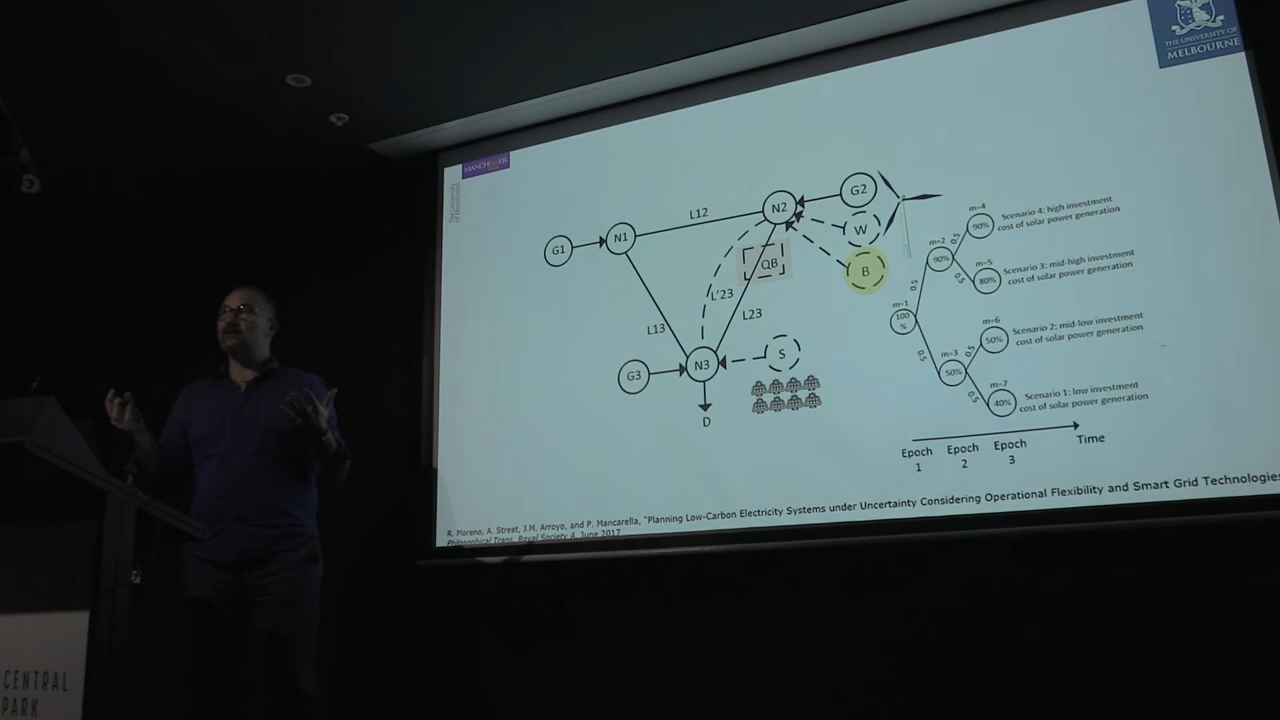 THE UNIVERSITY OF
MELBOURNE
MANCHESTER
The University
of Manchester
G1
N1
L12
N2
G2
W
B
QB
L'23
L23
L13
G3
N3
S
D
m=1
100
%
0.5
0.5
m=2
90%
0.5
0.5
m=3
50%
0.5
0.5
m=4
90%
Scenario 4: high investment
cost of solar power generation
m=5
80%
Scenario 3: mid-high investment
cost of solar power generation
m=6
50%
Scenario 2: mid-low investment
cost of solar power generation
m=7
40%
Scenario 1: low investment
cost of solar power generation
Epoch
1
Epoch
2
Epoch
3
Time
R. Moreno, A. Street, J.M. Arroyo, and P. Mancarella, "Planning Low-Carbon Electricity Systems under Uncertainty Considering Operational Flexibility and Smart Grid Technologies
Philosophical Trans. Royal Society A, June 2017
CENTRAL
PARK